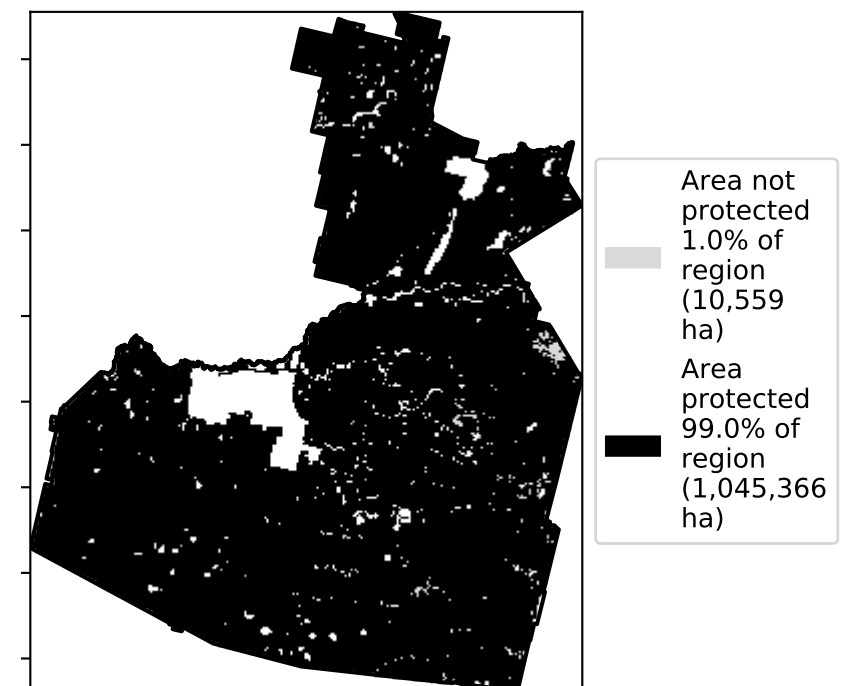 Area not
protected
1.0% of
region
(10,559
ha)
Area
protected
99.0% of
region
(1,045,366
ha)